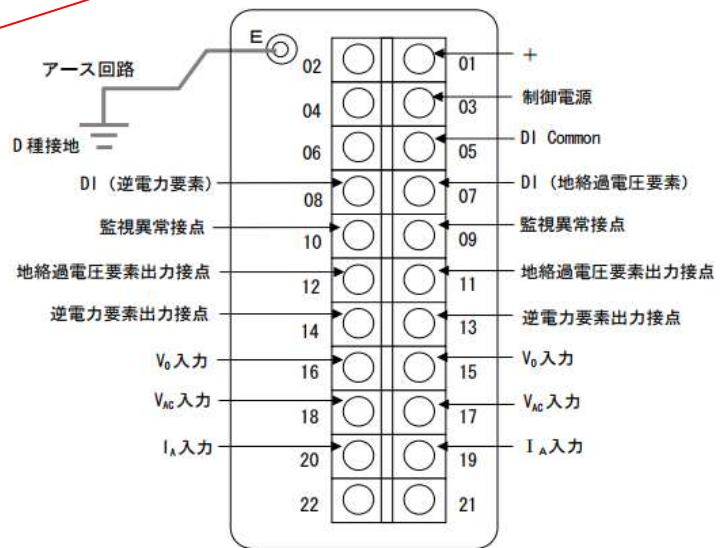 E
アース回路
D種接地
02 01 +
04 03 制御電源
06 05 DI Common
DI (逆電力要素) 08 07 DI (地絡過電圧要素)
監視異常接点 10 09 監視異常接点
地絡過電圧要素出力接点 12 11 地絡過電圧要素出力接点
逆電力要素出力接点 14 13 逆電力要素出力接点
V₀入力 16 15 V₀入力
VAC入力 18 17 VAC入力
IA入力 20 19 IA入力
22 21